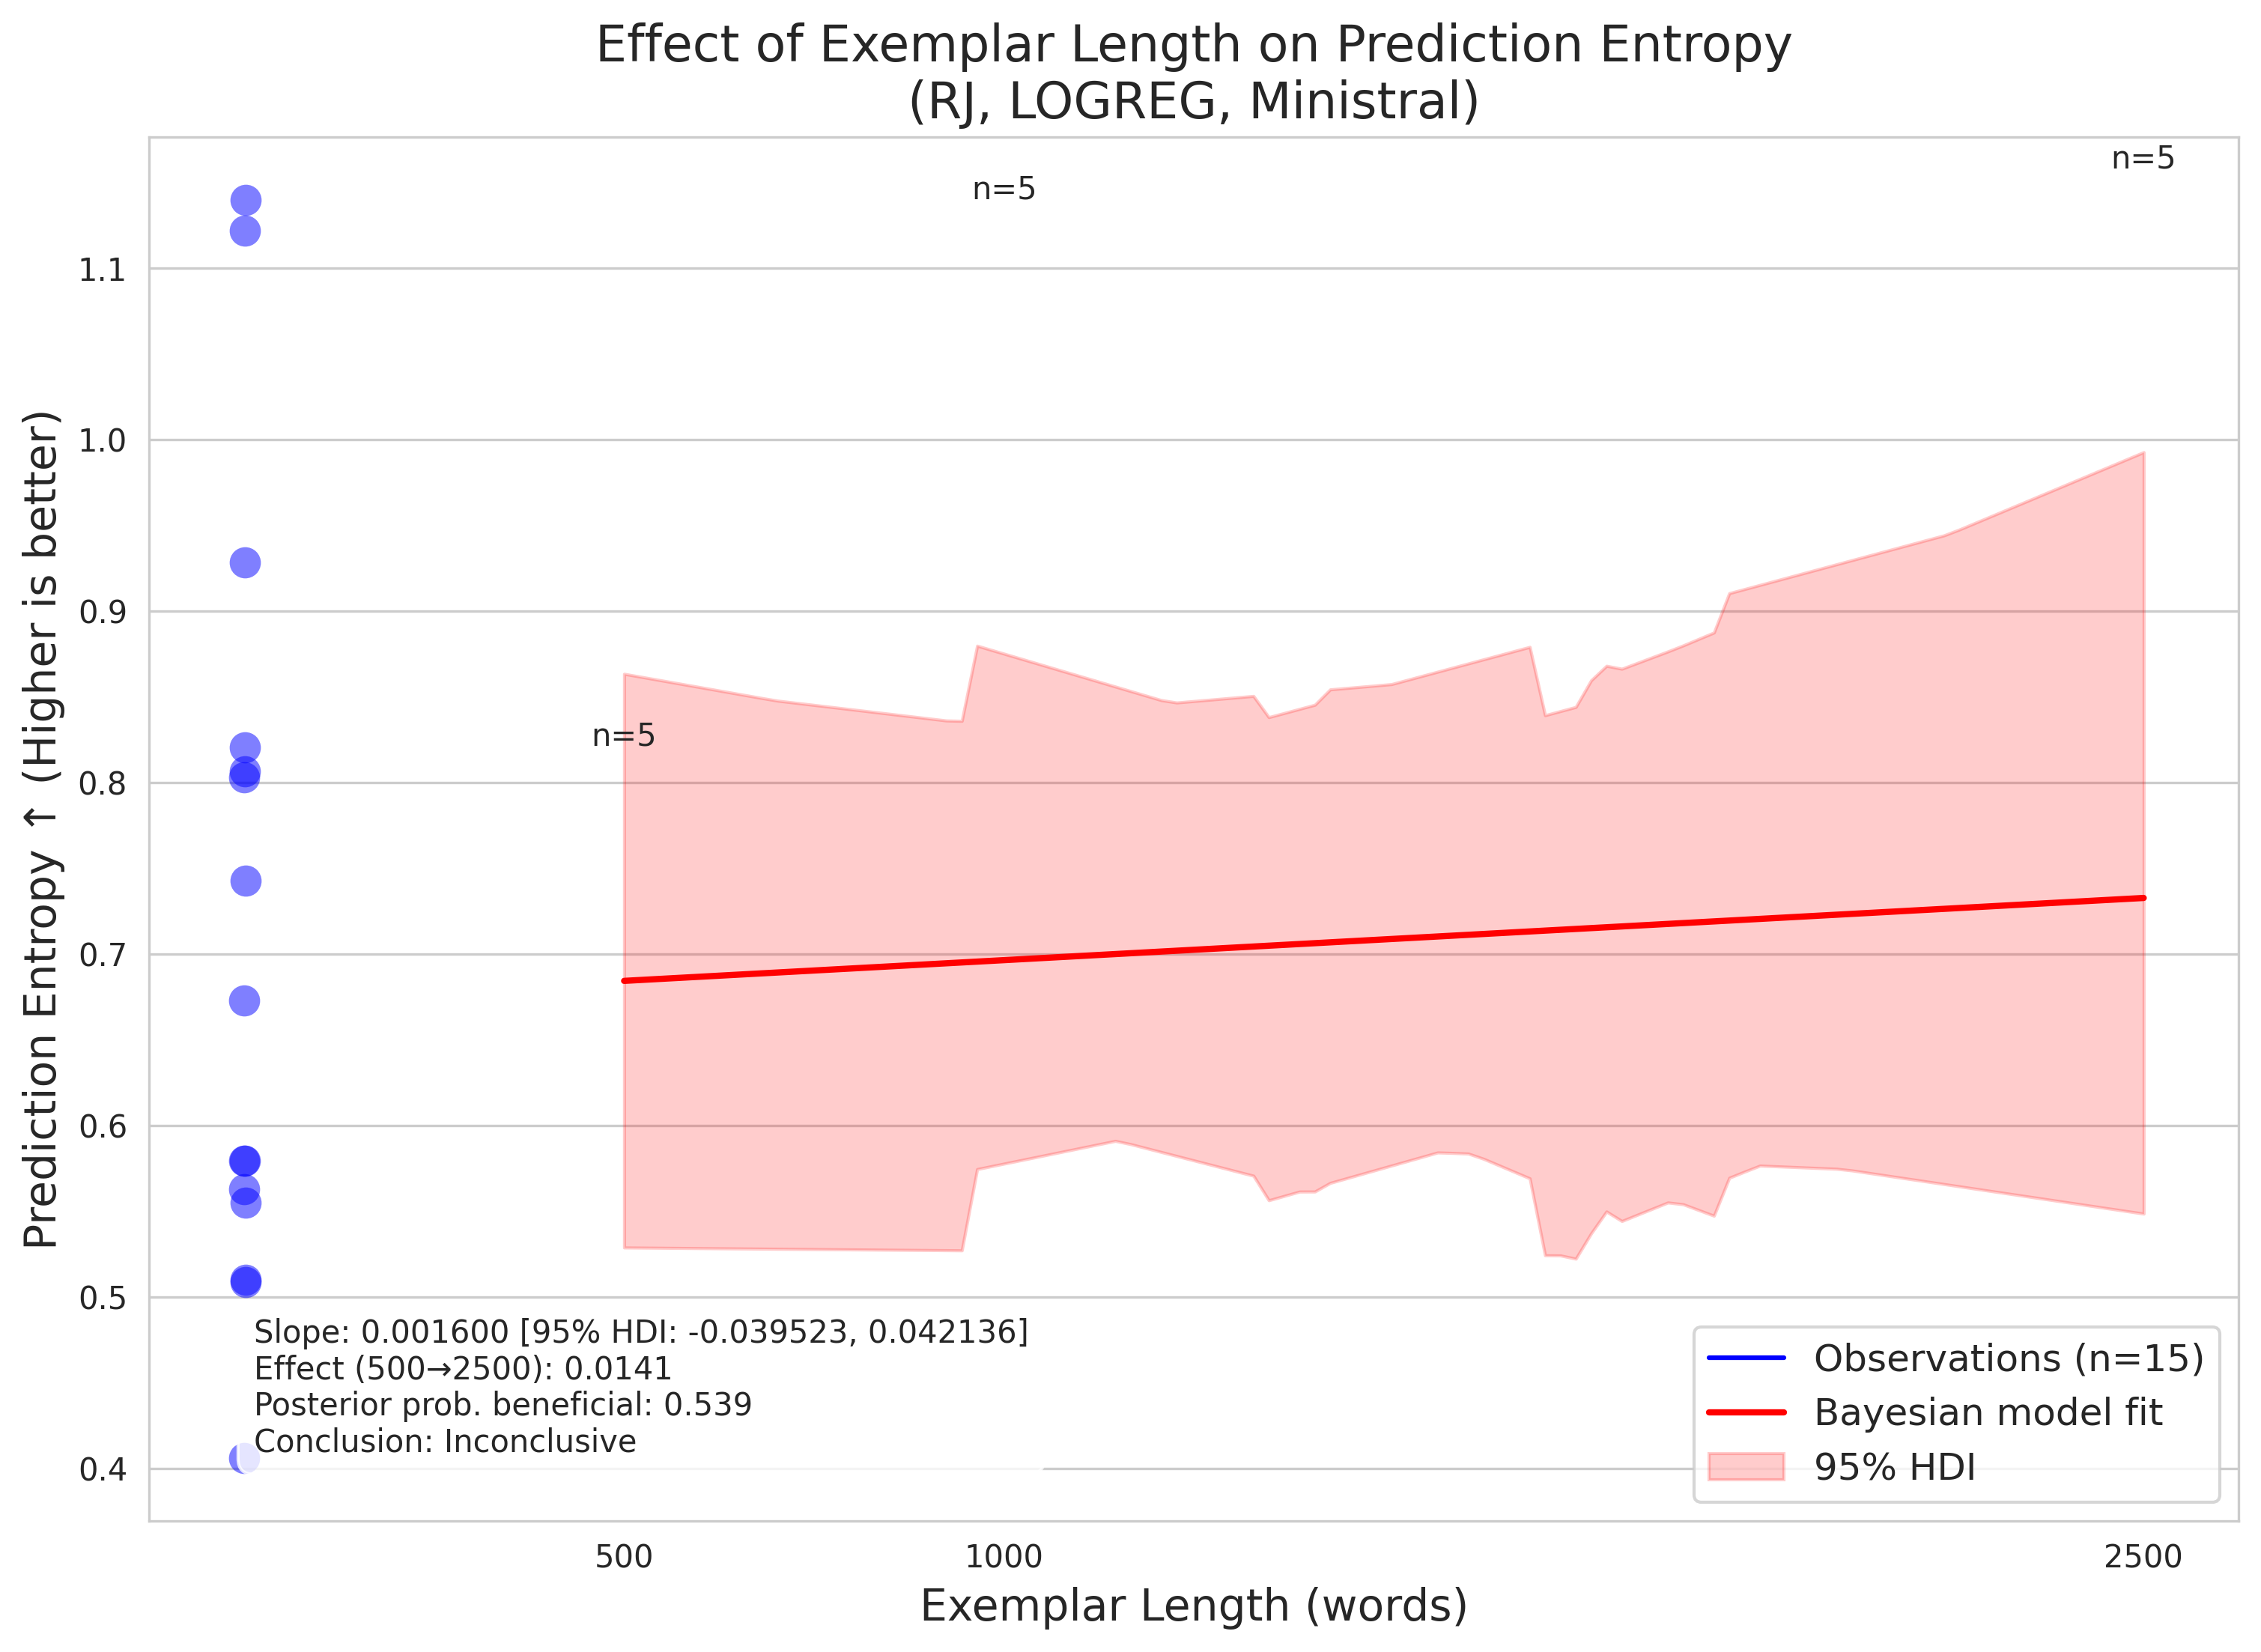 Effect of Exemplar Length on Prediction Entropy
(RJ, LOGREG, Ministral)
Prediction Entropy ↑ (Higher is better)
1.1
1.0
0.9
0.8
0.7
0.6
0.5
0.4
n=5
n=5
n=5
Slope: 0.001600 [95% HDI: -0.039523, 0.042136]
Effect (500→2500): 0.0141
Posterior prob. beneficial: 0.539
Conclusion: Inconclusive
Observations (n=15)
Bayesian model fit
95% HDI
500
1000
2500
Exemplar Length (words)